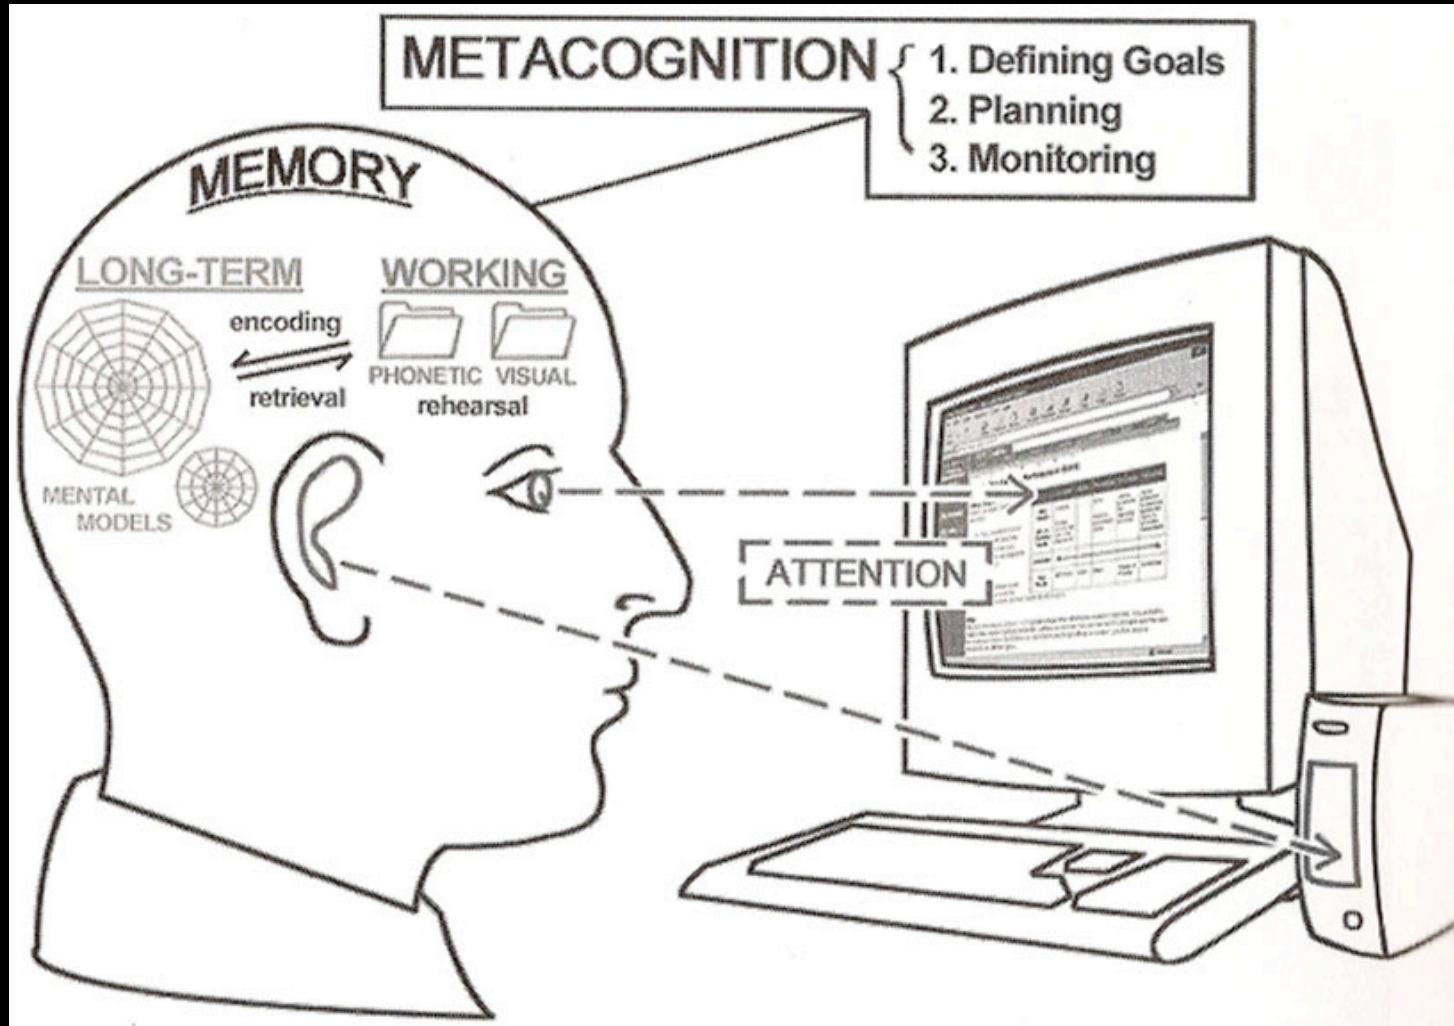 METACOGNITION
1. Defining Goals
2. Planning
3. Monitoring
MEMORY
LONG-TERM
WORKING
encoding
retrieval
PHONETIC VISUAL
rehearsal
MENTAL
MODELS
ATTENTION